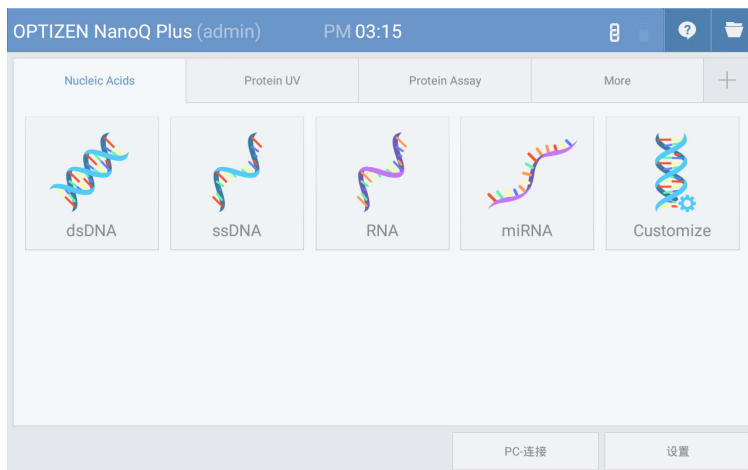 OPTIZEN NanoQ Plus (admin) PM 03:15
Nucleic Acids Protein UV Protein Assay More
dsDNA ssDNA RNA miRNA Customize
PC-连接 设置